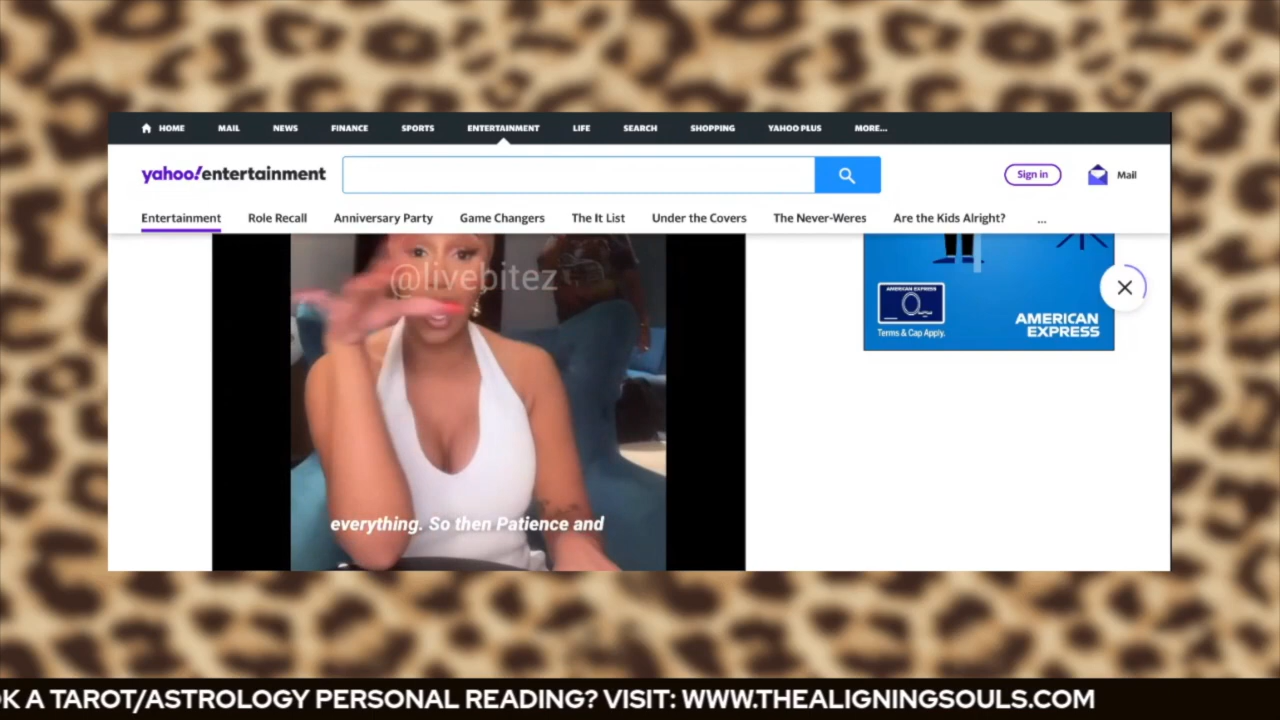 HOME MAIL NEWS FINANCE SPORTS ENTERTAINMENT LIFE SEARCH SHOPPING YAHOO PLUS MORE...
yahoo!entertainment
Sign in
Mail
Entertainment Role Recall Anniversary Party Game Changers The It List Under the Covers The Never-Weres Are the Kids Alright? ...
@livebitez
everything. So then Patience and
AMERICAN EXPRESS
Terms & Cap Apply.
AMERICAN
EXPRESS
OK A TAROT/ASTROLOGY PERSONAL READING? VISIT: WWW.THEALIGNINGSOULS.COM